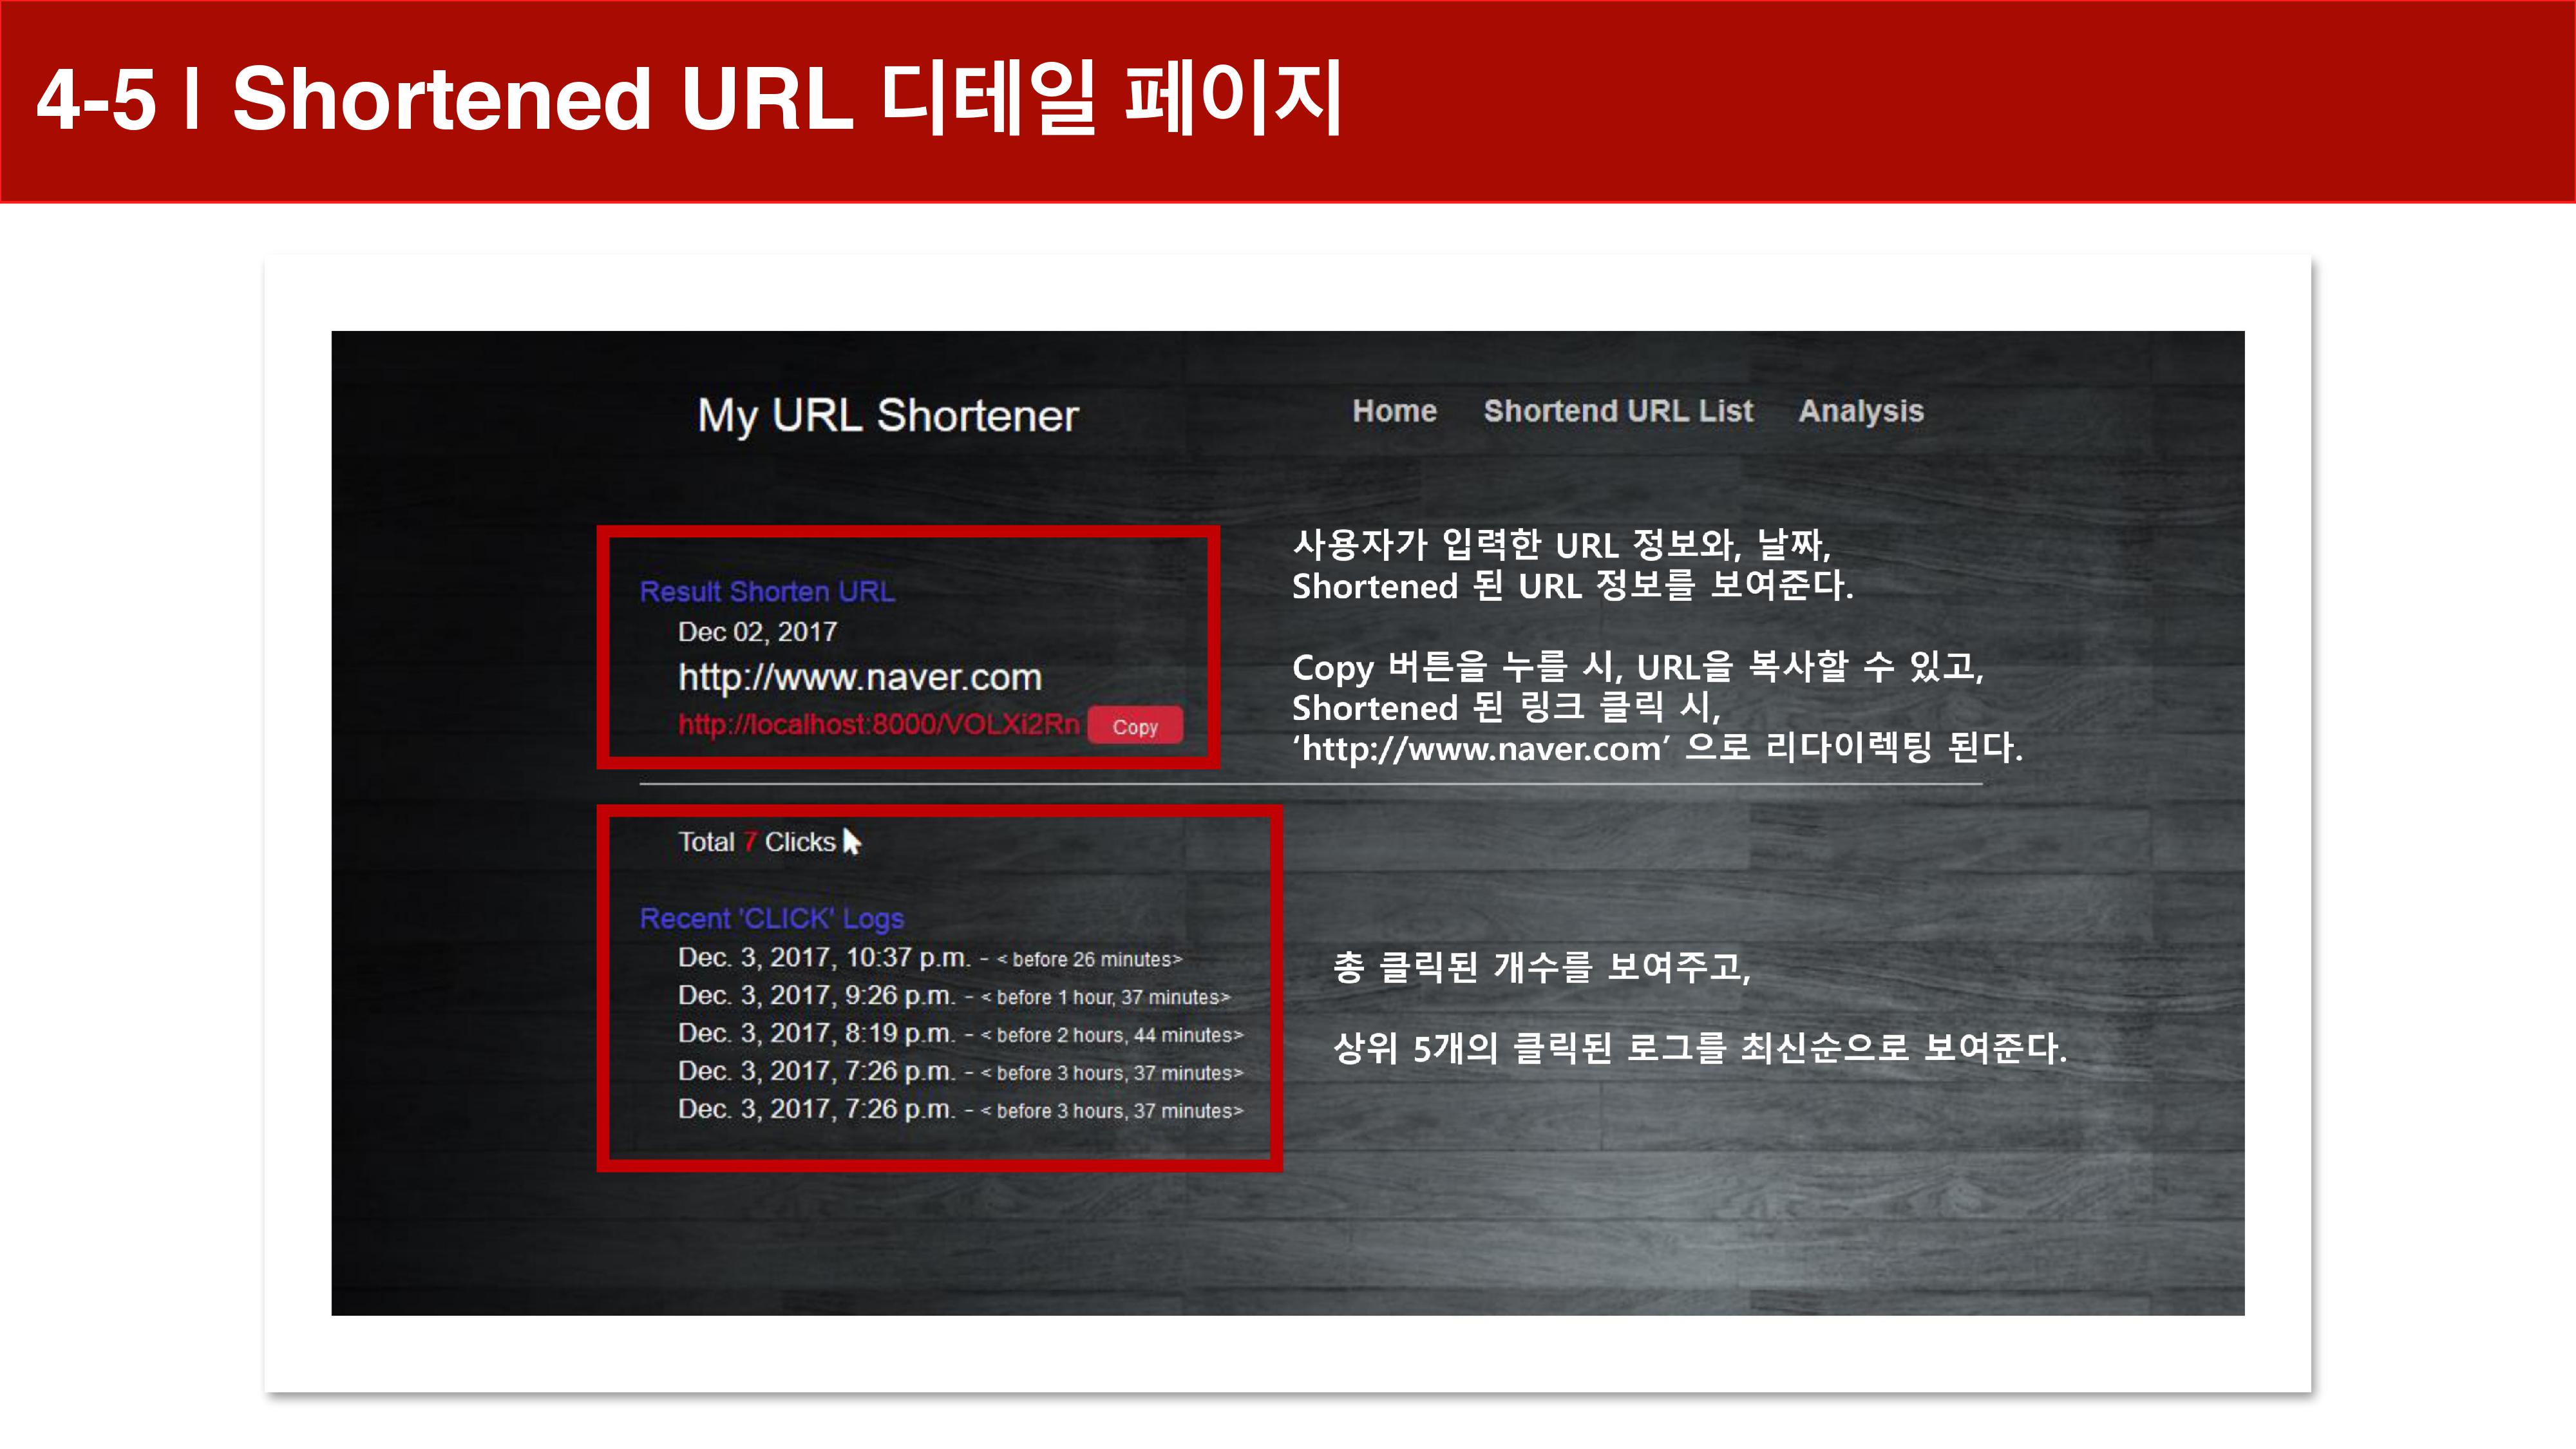 4-5 | Shortened URL 디테일 페이지
My URL Shortener
Home Shortend URL List Analysis
Result Shorten URL
Dec 02, 2017
http://www.naver.com
http://localhost:8000/VOLXi2Rn Copy
사용자가 입력한 URL 정보와, 날짜,
Shortened 된 URL 정보를 보여준다.
Copy 버튼을 누를 시, URL을 복사할 수 있고,
Shortened 된 링크 클릭 시,
‘http://www.naver.com’ 으로 리다이렉팅 된다.
Total 7 Clicks
Recent 'CLICK' Logs
Dec. 3, 2017, 10:37 p.m. - < before 26 minutes>
Dec. 3, 2017, 9:26 p.m. - < before 1 hour, 37 minutes>
Dec. 3, 2017, 8:19 p.m. - < before 2 hours, 44 minutes>
Dec. 3, 2017, 7:26 p.m. - < before 3 hours, 37 minutes>
Dec. 3, 2017, 7:26 p.m. - < before 3 hours, 37 minutes>
총 클릭된 개수를 보여주고,
상위 5개의 클릭된 로그를 최신순으로 보여준다.